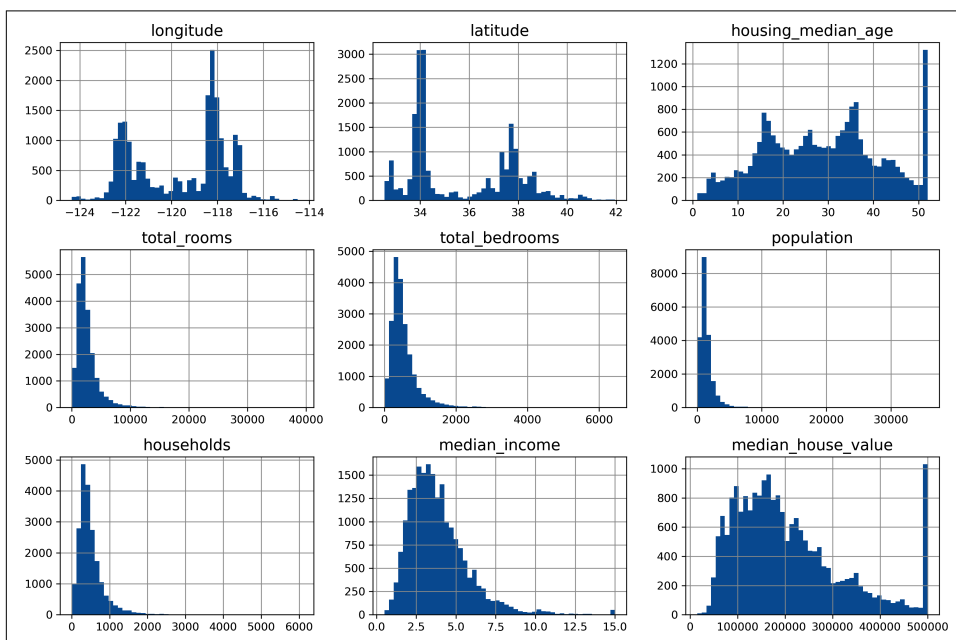 longitude latitude housing_median_age
2500 3000 1200
2000 2500 1000
1500 2000 800
1000 1500 600
500 1000 400
0 500 200
0 0
−124 −122 −120 −118 −116 −114 34 36 38 40 42 0 10 20 30 40 50
total_rooms total_bedrooms population
5000 5000 8000
4000 4000 6000
3000 3000 4000
2000 2000 2000
1000 1000 0
0 0
0 10000 20000 30000 40000 0 2000 4000 6000 0 10000 20000 30000
households median_income median_house_value
5000 1500 1000
4000 1250 800
3000 1000 600
2000 750 400
1000 500 200
0 250 0
0
0 1000 2000 3000 4000 5000 6000 0.0 2.5 5.0 7.5 10.0 12.5 15.0 0 10000 20000 30000 40000 500000